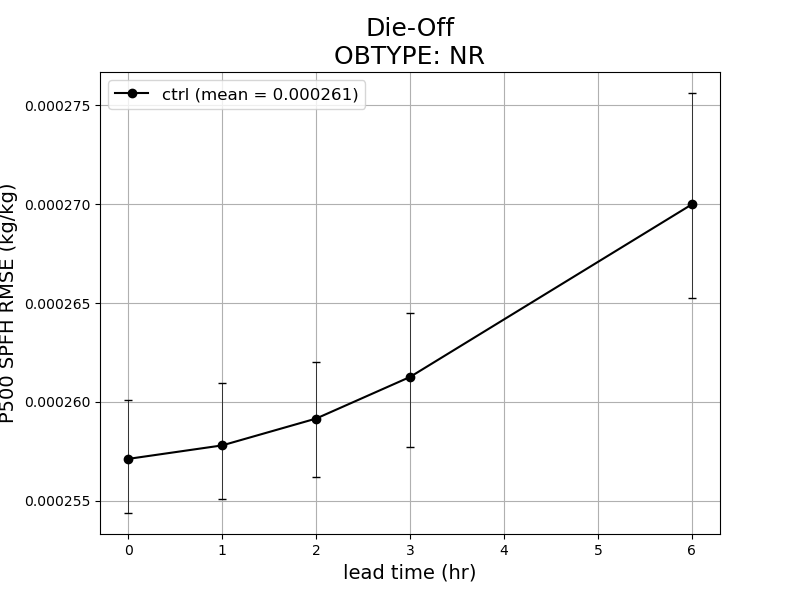 Die-Off
OBTYPE: NR
ctrl (mean = 0.000261)
P500 SPFH RMSE (kg/kg)
0.000275
0.000270
0.000265
0.000260
0.000255
0 1 2 3 4 5 6
lead time (hr)